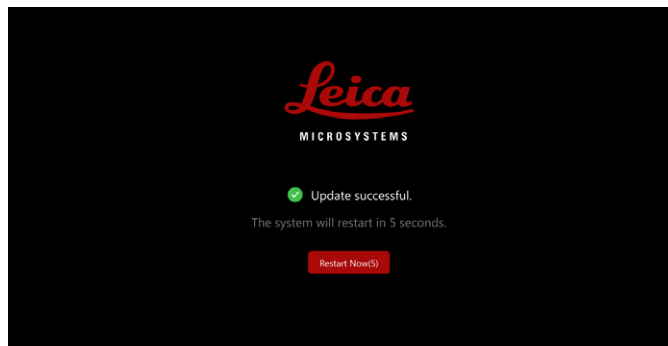 Leica
MICROSYSTEMS
Update successful.
The system will restart in 5 seconds.
Restart Now(5)